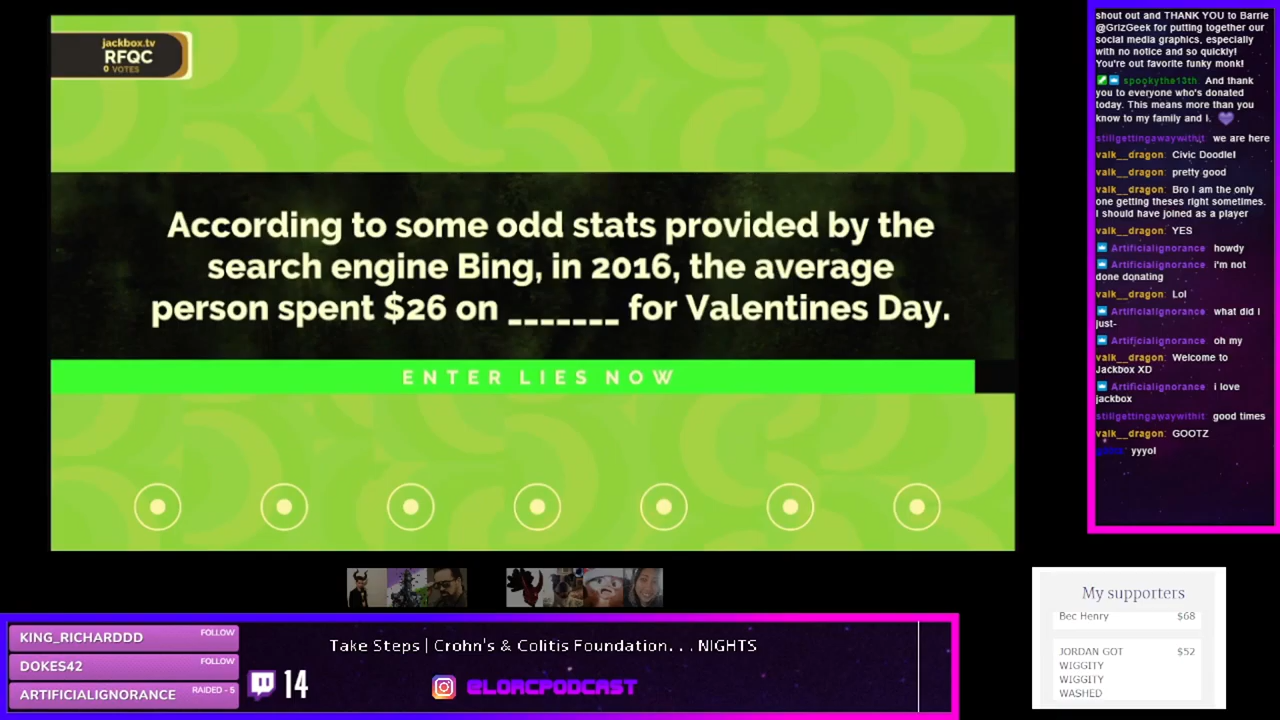 jackbox.tv
RFQC
0 VOTES
According to some odd stats provided by the
search engine Bing, in 2016, the average
person spent $26 on _______ for Valentines Day.
ENTER LIES NOW
shout out and THANK YOU to Barrie
@GrizGeek for putting together our
social media graphics, especially
with no notice and so quickly!
You're out favorite funky monk!
spookythe13th: And thank
you to everyone who's donated
today. This means more than you
know to my family and I.
stillgettingawaywithit: we are here
valk__dragon: Civic Doodle!
valk__dragon: pretty good
valk__dragon: Bro I am the only
one getting theses right sometimes.
I should have joined as a player
valk__dragon: YES
Artificialignorance: howdy
Artificialignorance: i'm not
done donating
valk__dragon: Lol
Artificialignorance: what did I
just-
Artificialignorance: oh my
valk__dragon: Welcome to
Jackbox XD
Artificialignorance: i love
jackbox
stillgettingawaywithit: good times
valk__dragon: GOOTZ
yyyo!
My supporters
Bec Henry $68
JORDAN GOT $52
WIGGITY
WIGGITY
WASHED
KING_RICHARDDD FOLLOW
DOKES42 FOLLOW
ARTIFICIALIGNORANCE RAIDED - 5
14
Take Steps | Crohn's & Colitis Foundation. . . NIGHTS
@LORCPODCAST